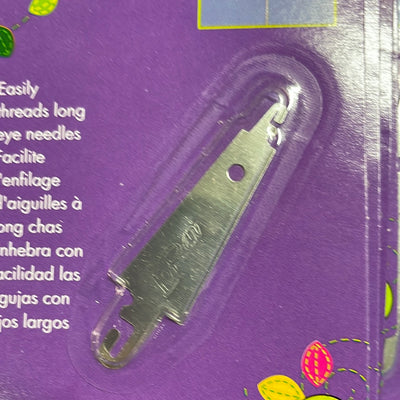 Easily
threads long
eye needles
Facilite
l'enfilage
d'aiguilles à
long chas
Enhebra con
facilidad las
agujas con
ojos largos